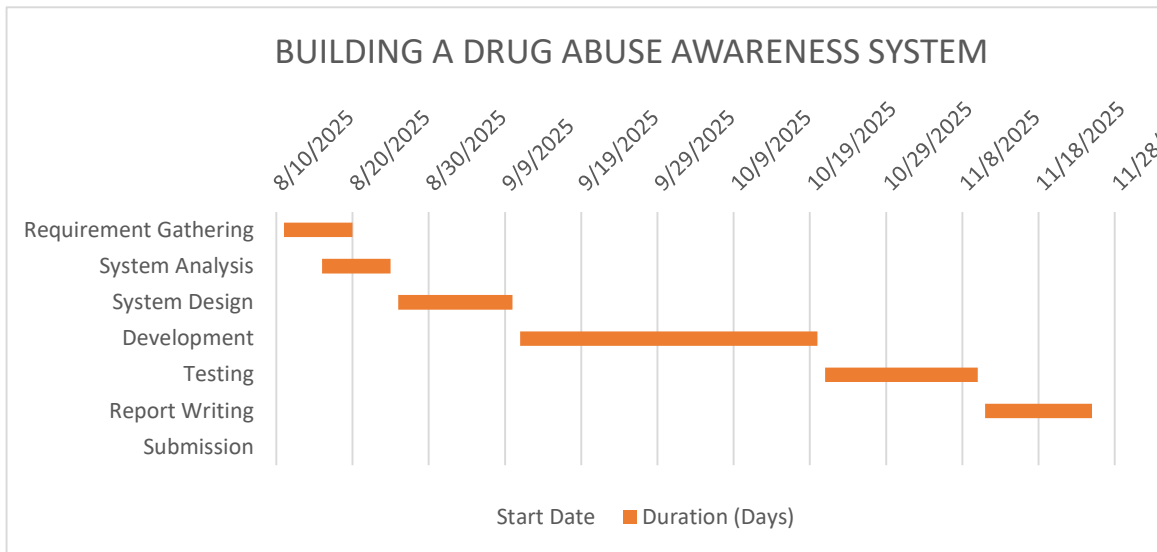 BUILDING A DRUG ABUSE AWARENESS SYSTEM
8/10/2025
8/20/2025
8/30/2025
9/9/2025
9/19/2025
9/29/2025
10/9/2025
10/19/2025
10/29/2025
11/8/2025
11/18/2025
11/28/
Requirement Gathering
System Analysis
System Design
Development
Testing
Report Writing
Submission
Start Date Duration (Days)